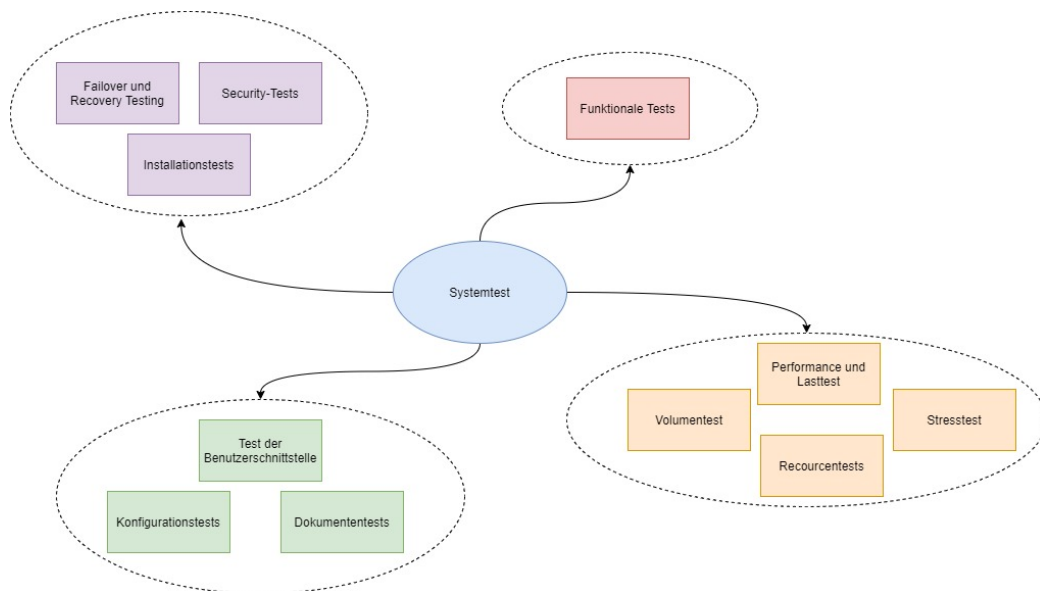 Failover und
Recovery Testing
Security-Tests
Installationstests
Funktionale Tests
Systemtest
Performance und
Lasttest
Volumentest
Stresstest
Recourcentests
Test der
Benutzerschnittstelle
Konfigurationstests
Dokumententests